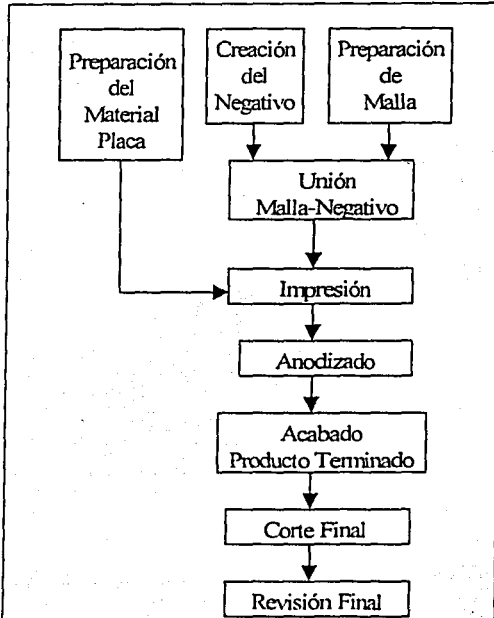 Preparación
del
Material
Placa
Creación
del
Negativo
Preparación
de
Malla
Unión
Malla-Negativo
Impresión
Anodizado
Acabado
Producto Terminado
Corte Final
Revisión Final